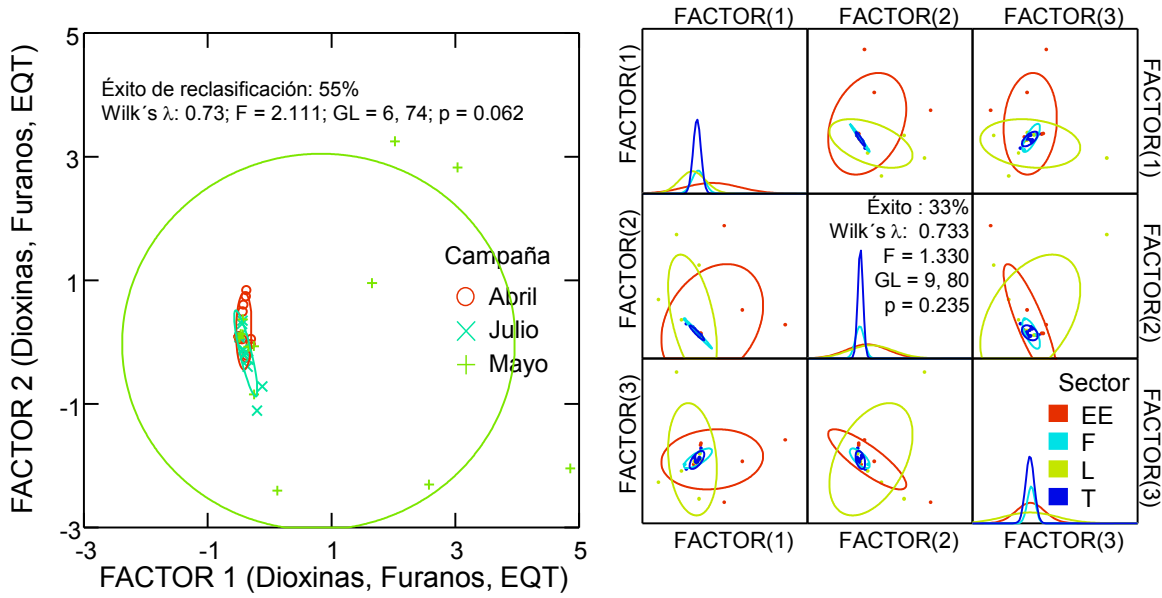 FACTOR 2 (Dioxinas, Furanos, EQT)
5
3
1
-1
-3
Éxito de reclasificación: 55%
Wilk´s λ: 0.73; F = 2.111; GL = 6, 74; p = 0.062
Campaña
Abril
Julio
Mayo
-3
-1
1
3
5
FACTOR 1 (Dioxinas, Furanos, EQT)
FACTOR(1)
FACTOR(2)
FACTOR(3)
FACTOR(1)
FACTOR(1)
FACTOR(2)
Éxito : 33%
Wilk´s λ: 0.733
F = 1.330
GL = 9, 80
p = 0.235
FACTOR(2)
FACTOR(3)
Sector
EE
F
L
T
FACTOR(3)
FACTOR(1)
FACTOR(2)
FACTOR(3)